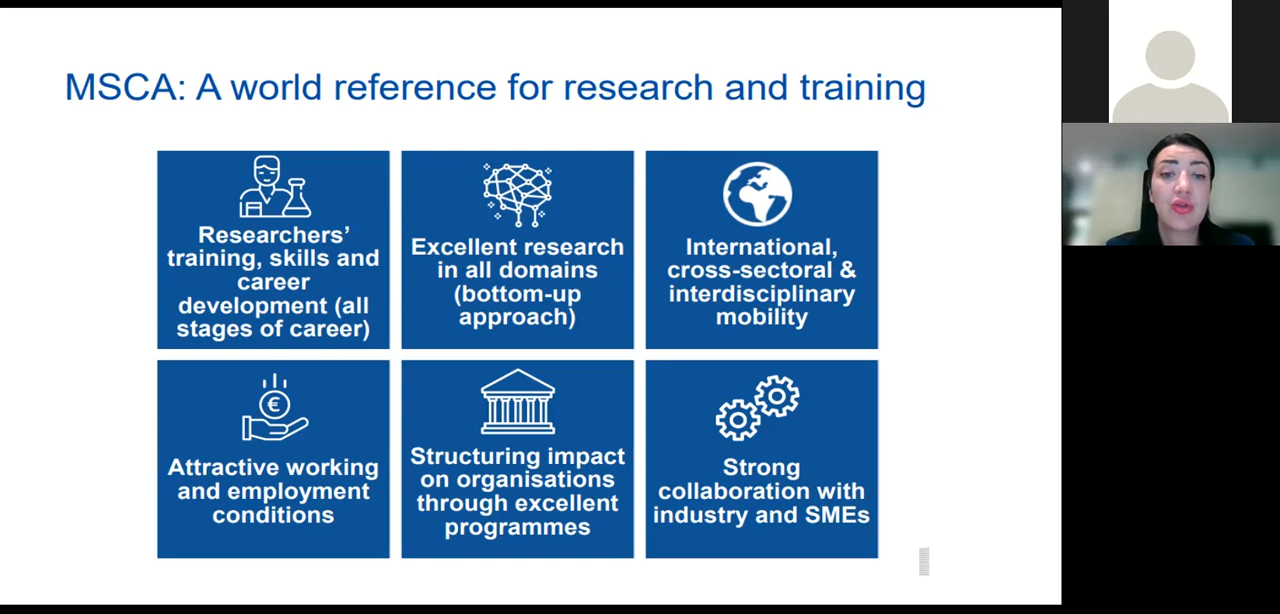 MSCA: A world reference for research and training
Researchers’
training, skills and
career
development (all
stages of career)
Excellent research
in all domains
(bottom-up
approach)
International,
cross-sectoral &
interdisciplinary
mobility
€
Attractive working
and employment
conditions
Structuring impact
on organisations
through excellent
programmes
Strong
collaboration with
industry and SMEs